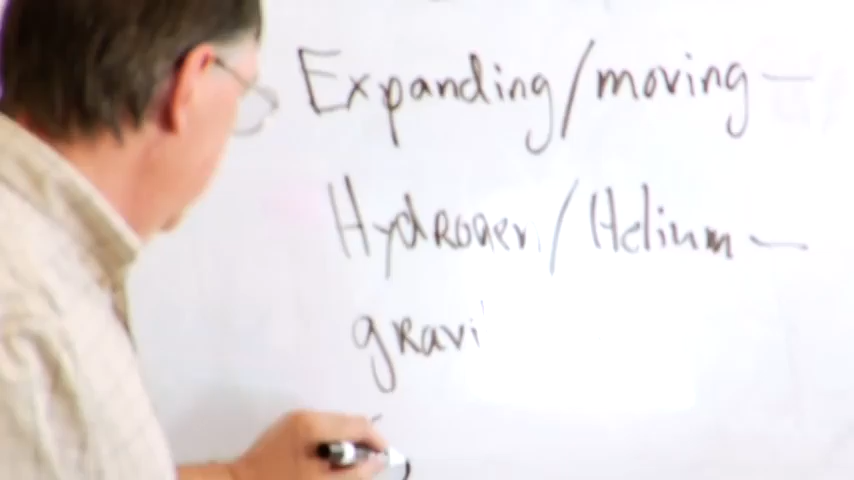 Expanding/moving —
Hydrogen/Helium —
gravi